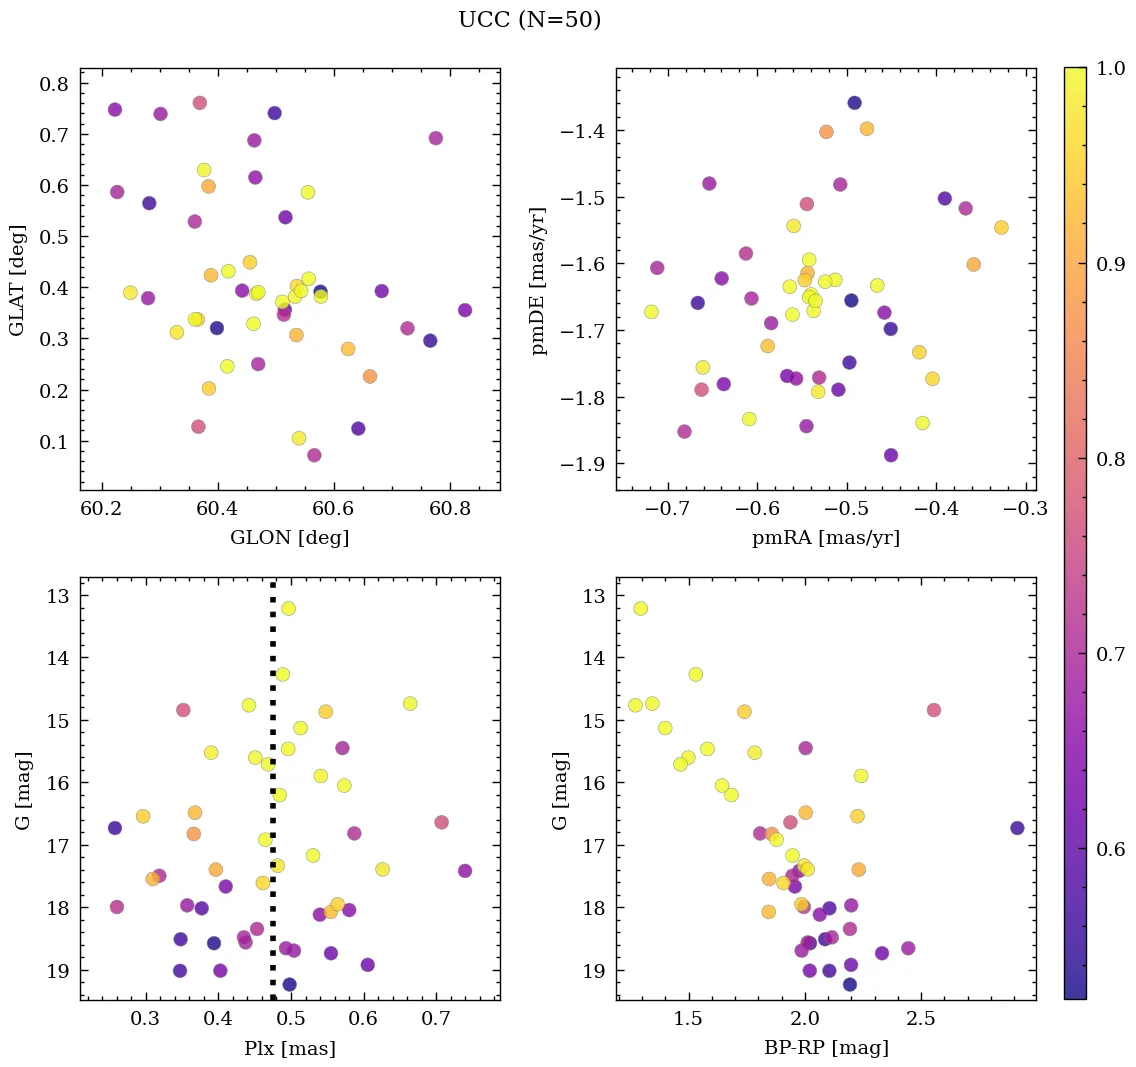 UCC (N=50)
0.8
0.7
0.6
0.5
0.4
0.3
0.2
0.1
GLAT [deg]
60.2 60.4 60.6 60.8
GLON [deg]
−1.4
−1.5
−1.6
−1.7
−1.8
−1.9
pmDE [mas/yr]
−0.7 −0.6 −0.5 −0.4 −0.3
pmRA [mas/yr]
13
14
15
16
17
18
19
G [mag]
0.3 0.4 0.5 0.6 0.7
Plx [mas]
13
14
15
16
17
18
19
G [mag]
1.5 2.0 2.5
BP-RP [mag]
1.0
0.9
0.8
0.7
0.6